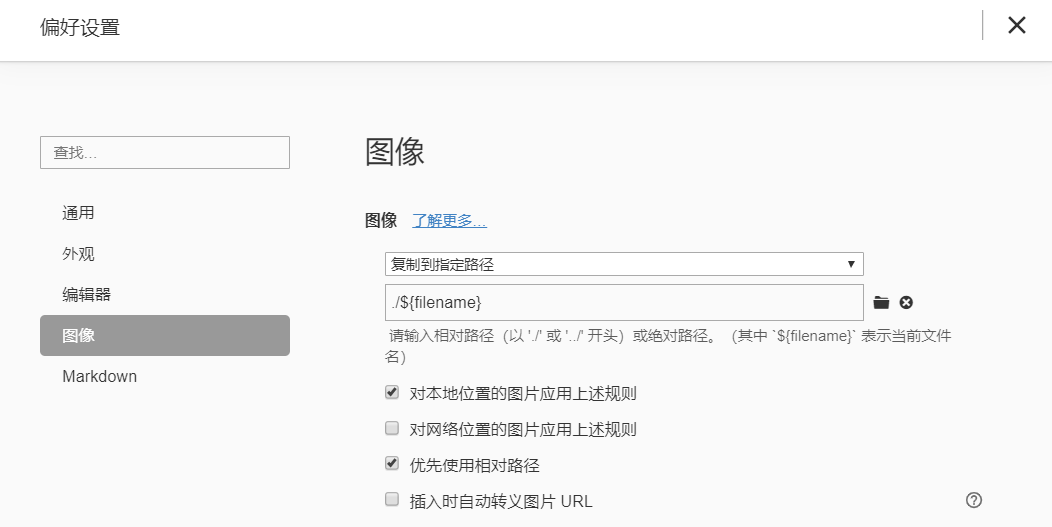 偏好设置
查找...
通用
外观
编辑器
图像
Markdown
图像
图像 了解更多...
复制到指定路径
./${filename}
请输入相对路径（以 './' 或 '../' 开头）或绝对路径。（其中 `${filename}` 表示当前文件
名）
对本地位置的图片应用上述规则
对网络位置的图片应用上述规则
优先使用相对路径
插入时自动转义图片 URL